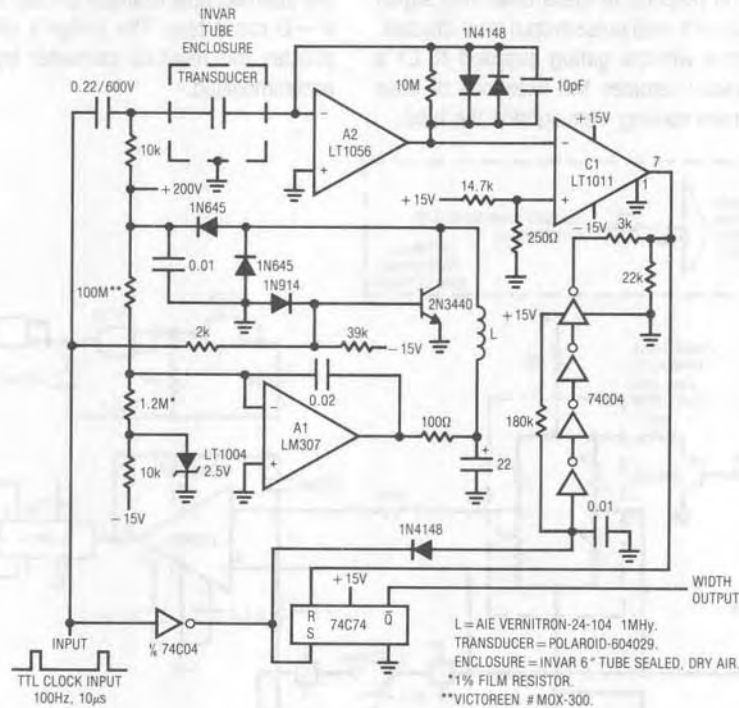 INVAR
TUBE
ENCLOSURE
TRANSDUCER
0.22/600V
10k
+200V
1N4148
10M
10pF
A2
LT1056
−
+
+15V
C1
LT1011
−
+
7
1
−15V
+15V
14.7k
250Ω
3k
22k
1N645
0.01
1N645
1N914
100M**
2N3440
L
2k
39k
−15V
+15V
74C04
180k
0.02
1.2M*
A1
LM307
−
+
100Ω
+
22
LT1004
2.5V
10k
−15V
0.01
1N4148
+15V
R
S
74C74
Q̅
WIDTH
OUTPUT
INPUT
⅙ 74C04
TTL CLOCK INPUT
100Hz, 10μs
L=AIE VERNITRON-24-104 1MHy.
TRANSDUCER=POLAROID-604029.
ENCLOSURE=INVAR 6" TUBE SEALED, DRY AIR.
*1% FILM RESISTOR.
**VICTOREEN #MOX-300.